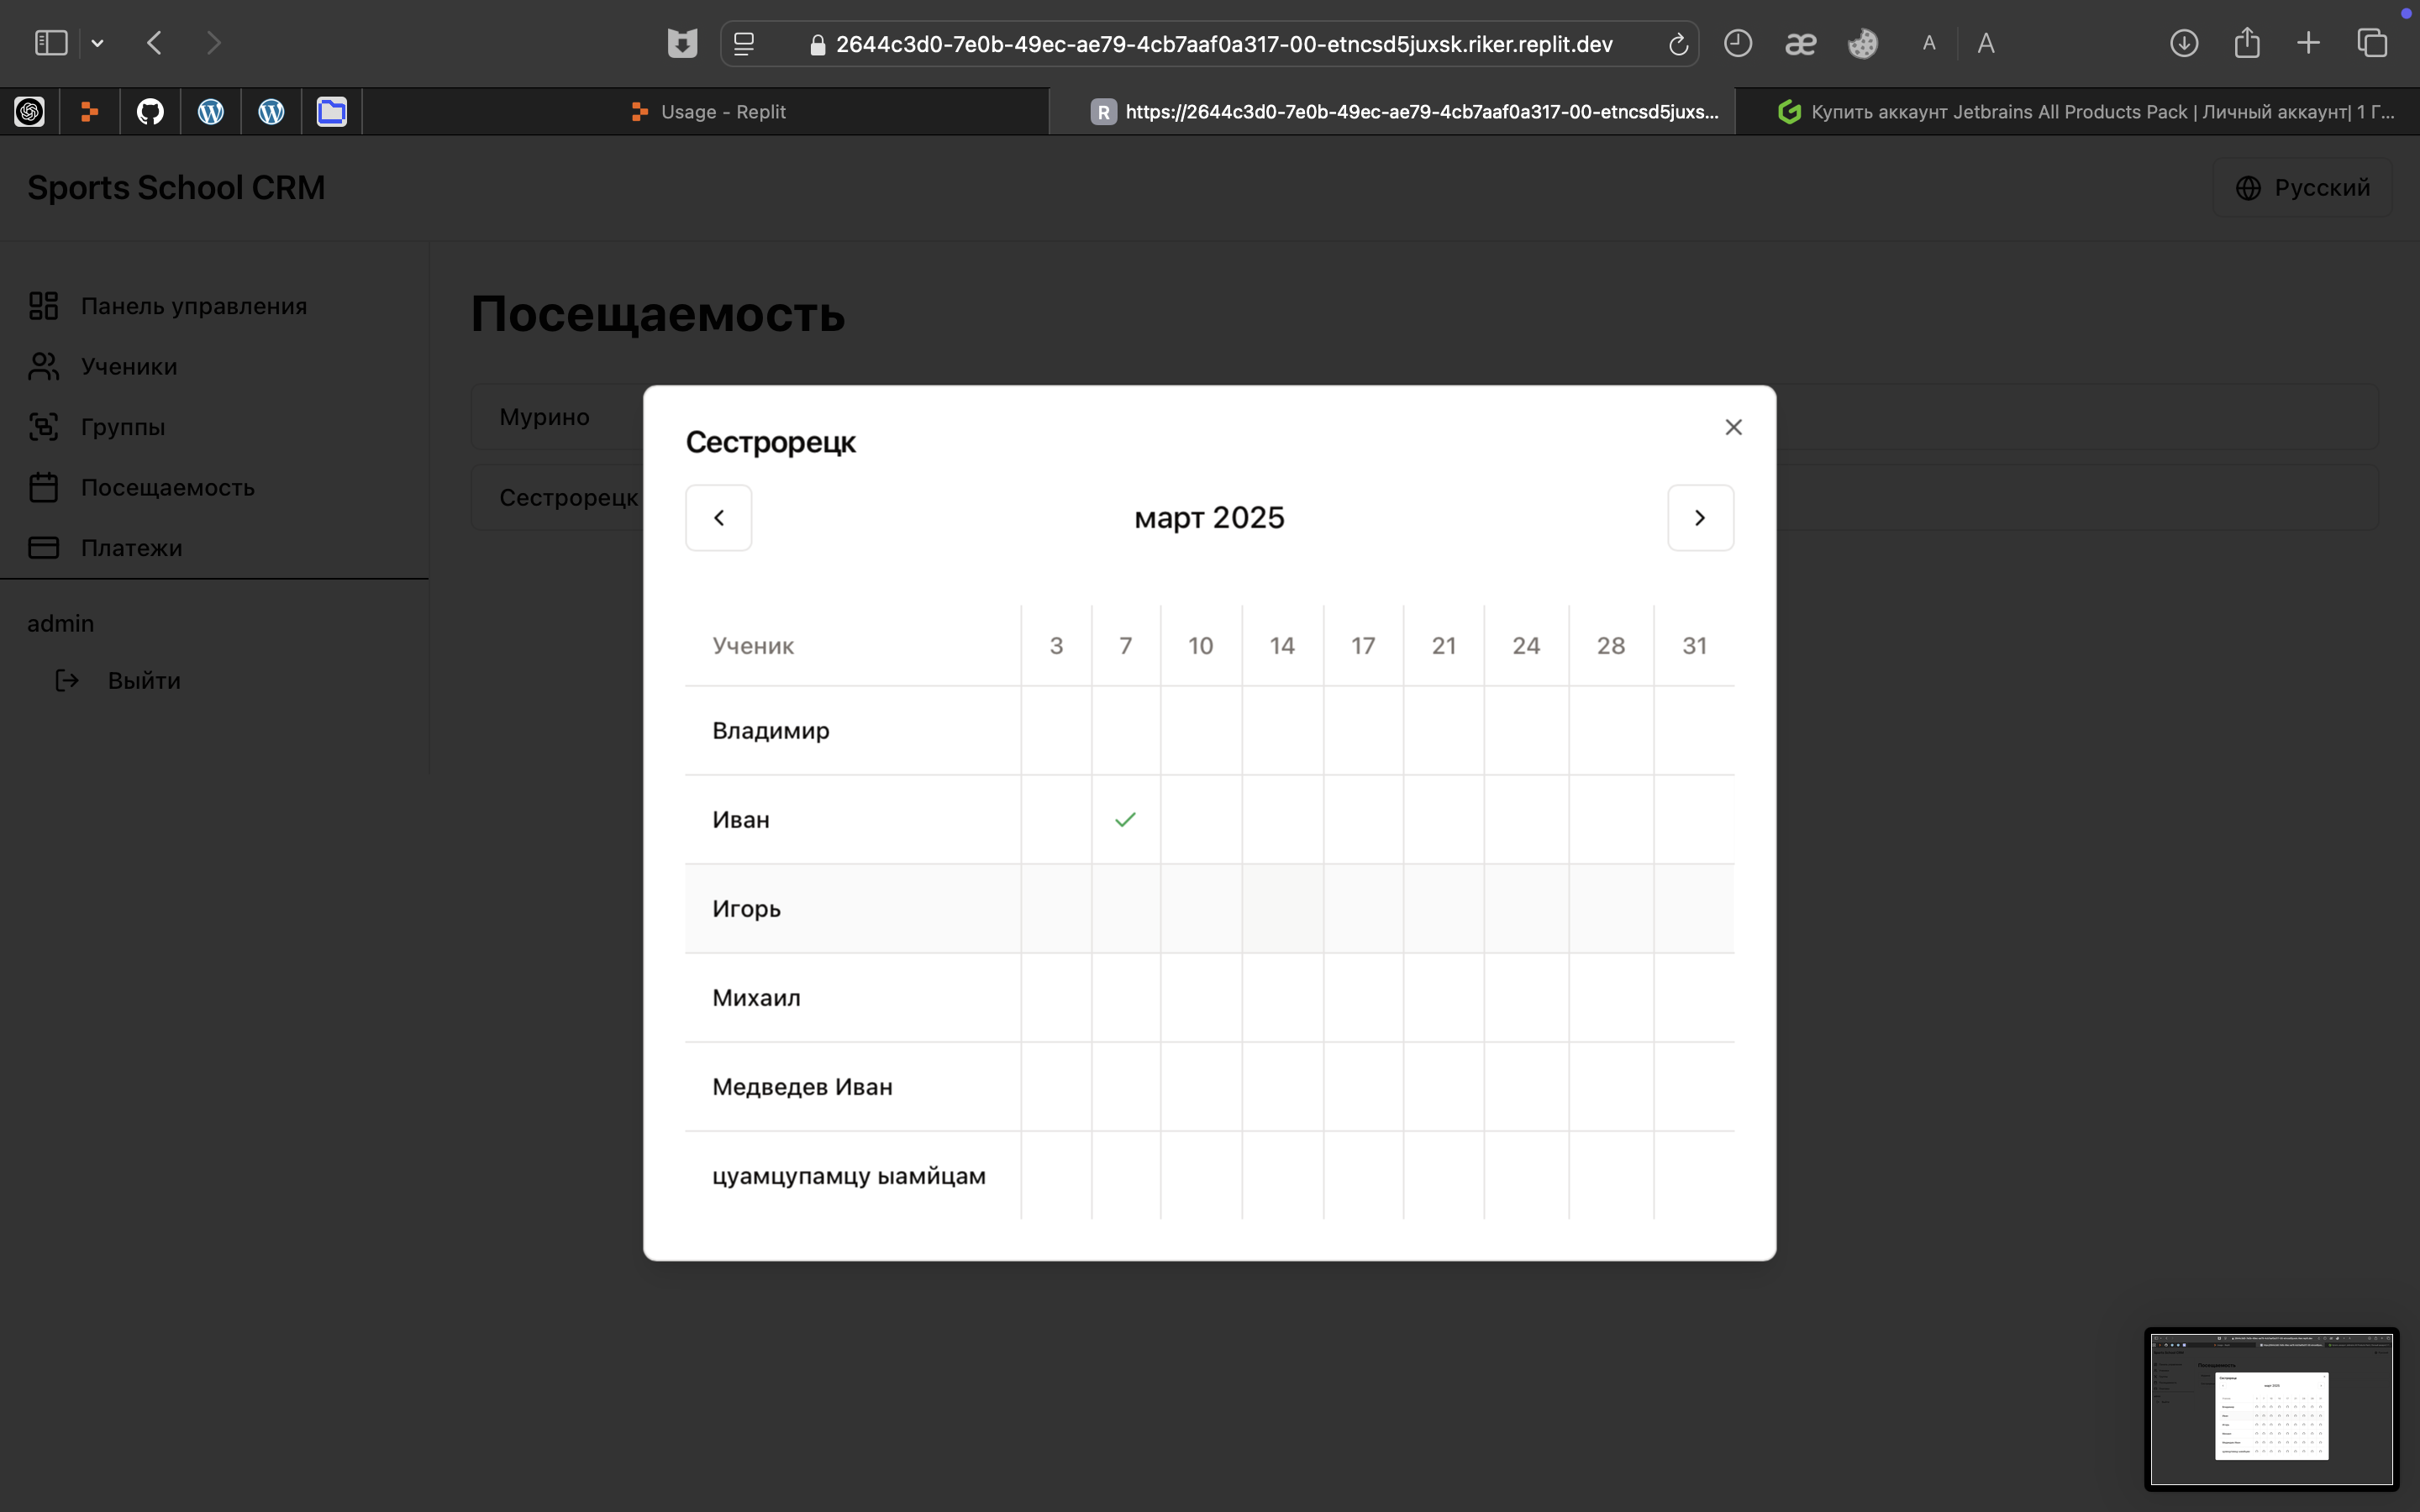 2644c3d0-7e0b-49ec-ae79-4cb7aaf0a317-00-etncsd5juxsk.riker.replit.dev
A A
Usage - Replit
R https://2644c3d0-7e0b-49ec-ae79-4cb7aaf0a317-00-etncsd5juxs...
Купить аккаунт Jetbrains All Products Pack | Личный аккаунт| 1 Г...
Sports School CRM
Русский
Панель управления
Ученики
Группы
Посещаемость
Платежи
admin
Выйти
Посещаемость
Мурино
Сестрорецк
Сестрорецк
март 2025
Ученик 3 7 10 14 17 21 24 28 31
Владимир
Иван
Игорь
Михаил
Медведев Иван
цуамцупамцу ыамйцам